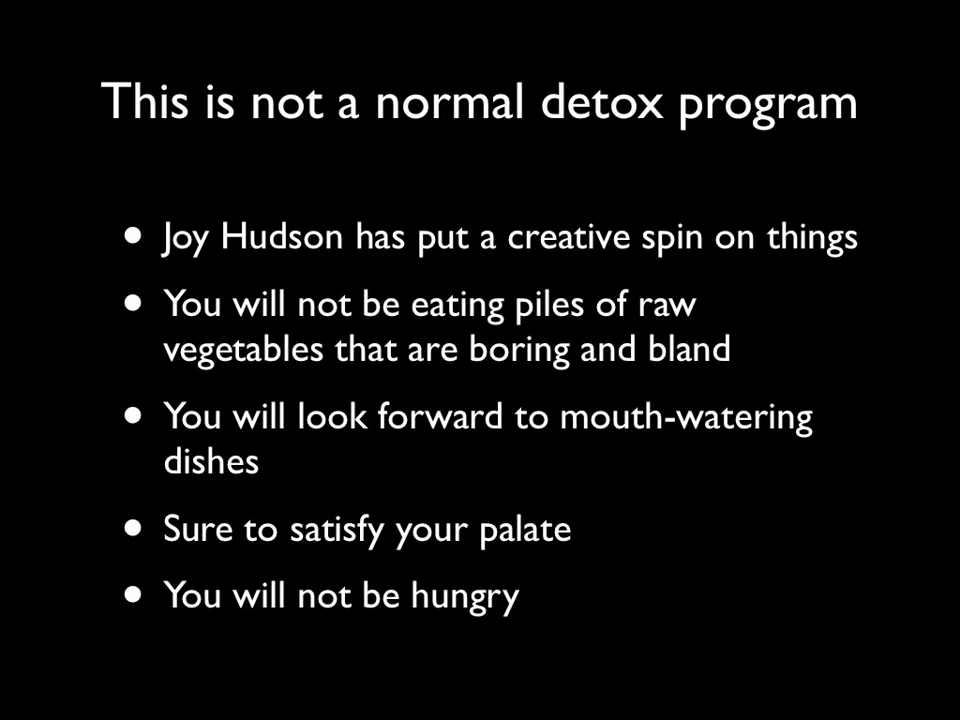 This is not a normal detox program
• Joy Hudson has put a creative spin on things
• You will not be eating piles of raw
vegetables that are boring and bland
• You will look forward to mouth-watering
dishes
• Sure to satisfy your palate
• You will not be hungry